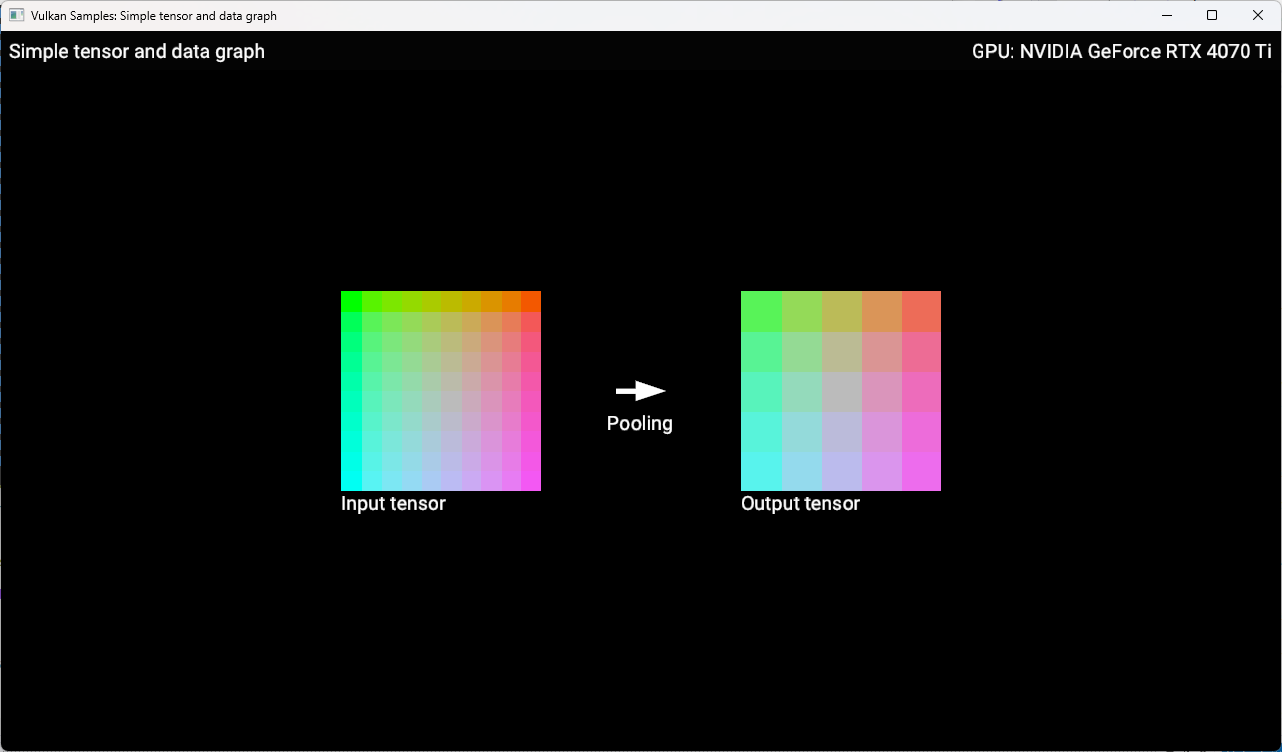 Vulkan Samples: Simple tensor and data graph
Simple tensor and data graph
GPU: NVIDIA GeForce RTX 4070 Ti
Pooling
Input tensor
Output tensor